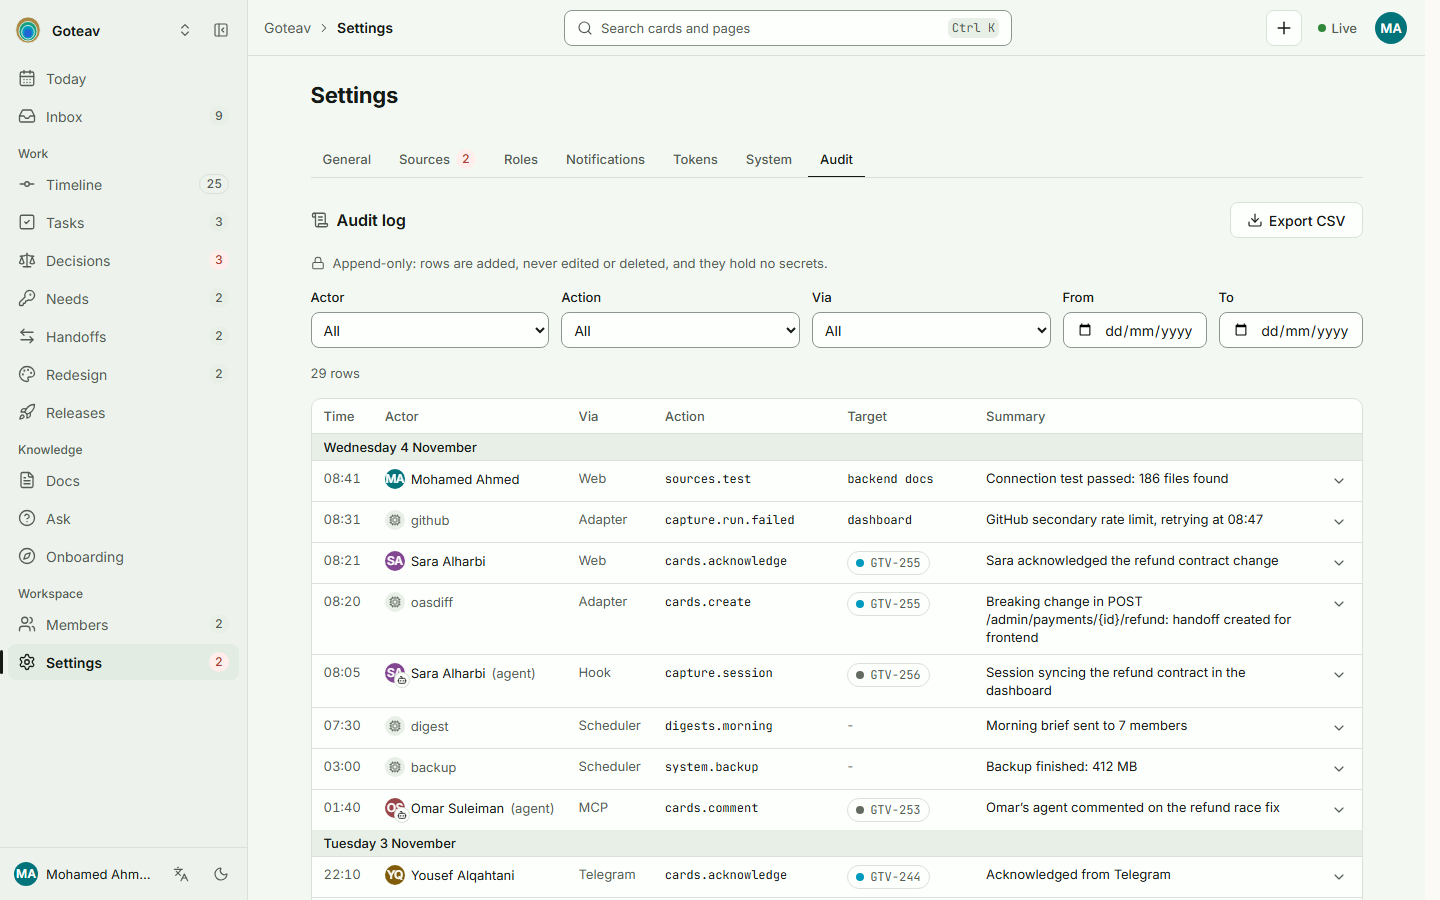 Goteav
Today
Inbox 9
Work
Timeline 25
Tasks 3
Decisions 3
Needs 2
Handoffs 2
Redesign 2
Releases
Knowledge
Docs
Ask
Onboarding
Workspace
Members 2
Settings 2
MA Mohamed Ahm...
Goteav > Settings
Search cards and pages Ctrl K
Live
MA
Settings
General Sources 2 Roles Notifications Tokens System Audit
Audit log
Export CSV
Append-only: rows are added, never edited or deleted, and they hold no secrets.
Actor Action Via From To
All All All dd/mm/yyyy dd/mm/yyyy
29 rows
Time Actor Via Action Target Summary
Wednesday 4 November
08:41 MA Mohamed Ahmed Web sources.test backend docs Connection test passed: 186 files found
08:31 github Adapter capture.run.failed dashboard GitHub secondary rate limit, retrying at 08:47
08:21 SA Sara Alharbi Web cards.acknowledge GTV-255 Sara acknowledged the refund contract change
08:20 oasdiff Adapter cards.create GTV-255 Breaking change in POST
/admin/payments/{id}/refund: handoff created for
frontend
08:05 SA Sara Alharbi (agent) Hook capture.session GTV-256 Session syncing the refund contract in the
dashboard
07:30 digest Scheduler digests.morning - Morning brief sent to 7 members
03:00 backup Scheduler system.backup - Backup finished: 412 MB
01:40 OS Omar Suleiman (agent) MCP cards.comment GTV-253 Omar's agent commented on the refund race fix
Tuesday 3 November
22:10 YQ Yousef Alqahtani Telegram cards.acknowledge GTV-244 Acknowledged from Telegram